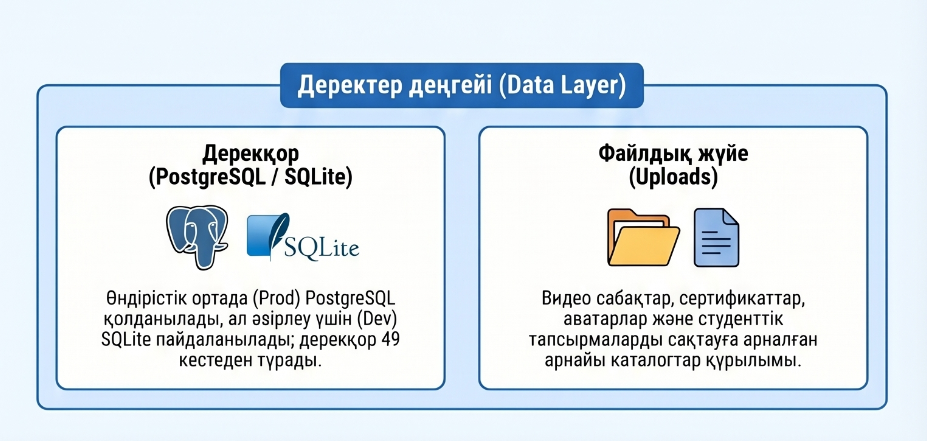 Деректер деңгейі (Data Layer)
Дерекқор
(PostgreSQL / SQLite)
SQLite
Өндірістік ортада (Prod) PostgreSQL
қолданылады, ал әзірлеу үшін (Dev)
SQLite пайдаланылады; дерекқор 49
кестеден тұрады.
Файлдық жүйе
(Uploads)
Видео сабақтар, сертификаттар,
аватарлар және студенттік
тапсырмаларды сақтауға арналған
арнайы каталогтар құрылымы.